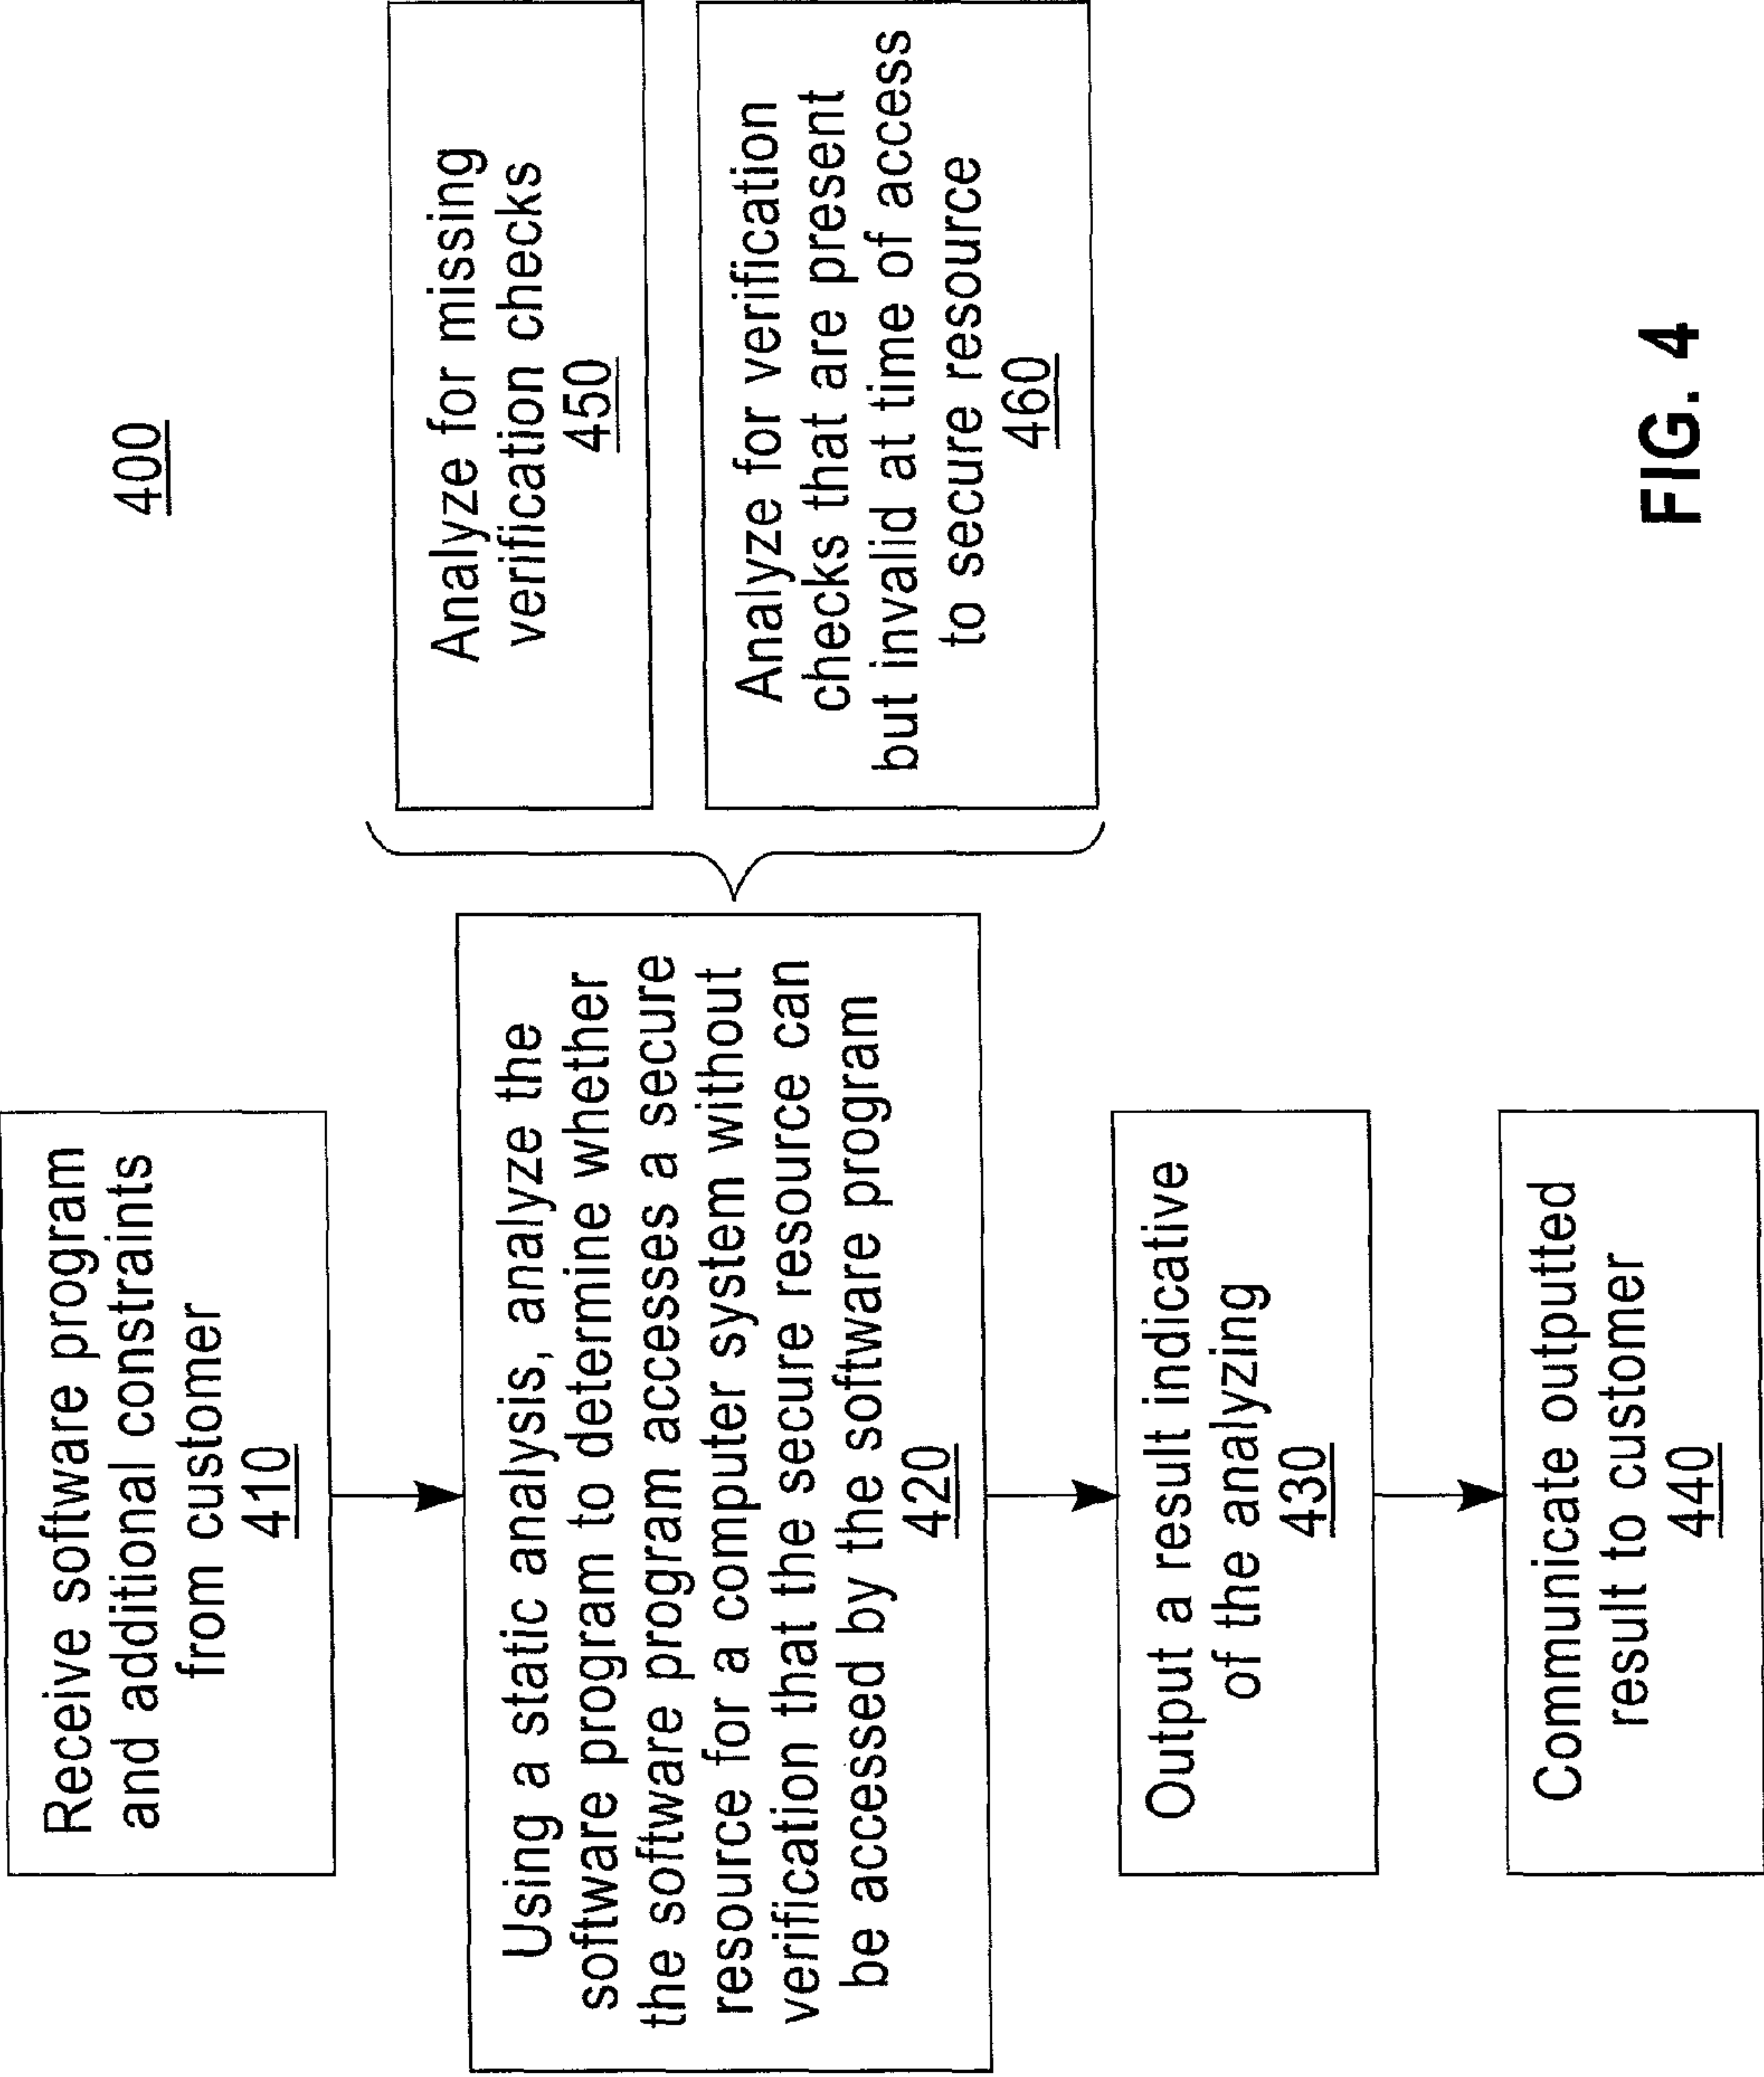 400
Receive software program
and additional constraints
from customer
410
Using a static analysis, analyze the
software program to determine whether
the software program accesses a secure
resource for a computer system without
verification that the secure resource can
be accessed by the software program
420
Analyze for missing
verification checks
450
Analyze for verification
checks that are present
but invalid at time of access
to secure resource
460
Output a result indicative
of the analyzing
430
Communicate outputted
result to customer
440
FIG. 4